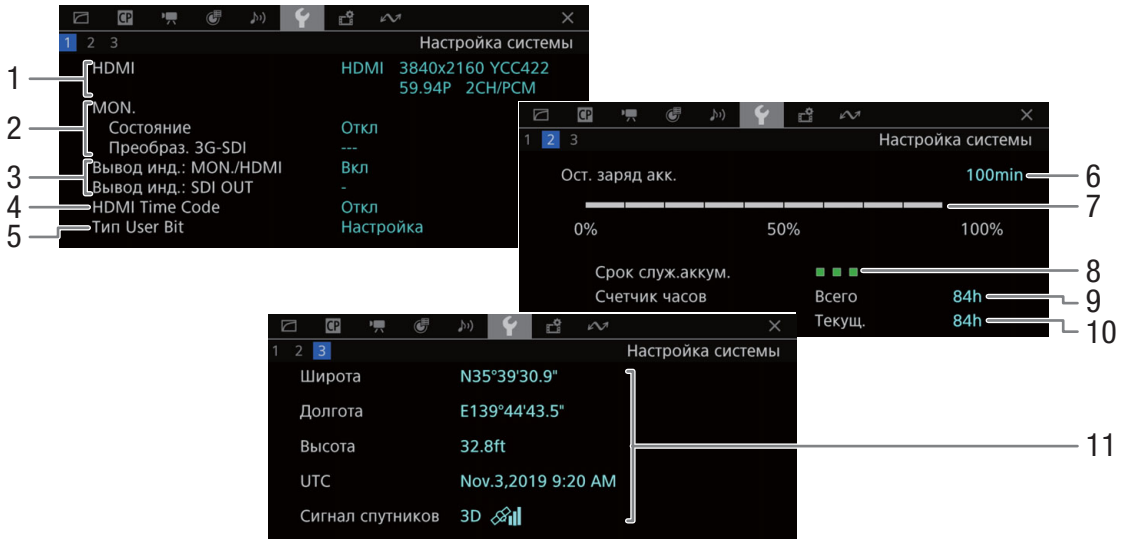 CP
1 2 3 Настройка системы
1 HDMI HDMI 3840x2160 YCC422
59.94P 2CH/PCM
2 MON.
Состояние Откл
Преобраз. 3G-SDI ---
3 Вывод инд.: MON./HDMI Вкл
Вывод инд.: SDI OUT -
4 HDMI Time Code Откл
5 Тип User Bit Настройка
CP
1 2 3 Настройка системы
Ост. заряд акк. 100min 6
7
0% 50% 100%
Срок служ.аккум. 8
Счетчик часов Всего 84h 9
Текущ. 84h 10
CP
1 2 3 Настройка системы
Широта N35°39'30.9"
Долгота E139°44'43.5"
Высота 32.8ft
11
UTC Nov.3,2019 9:20 AM
Сигнал спутников 3D